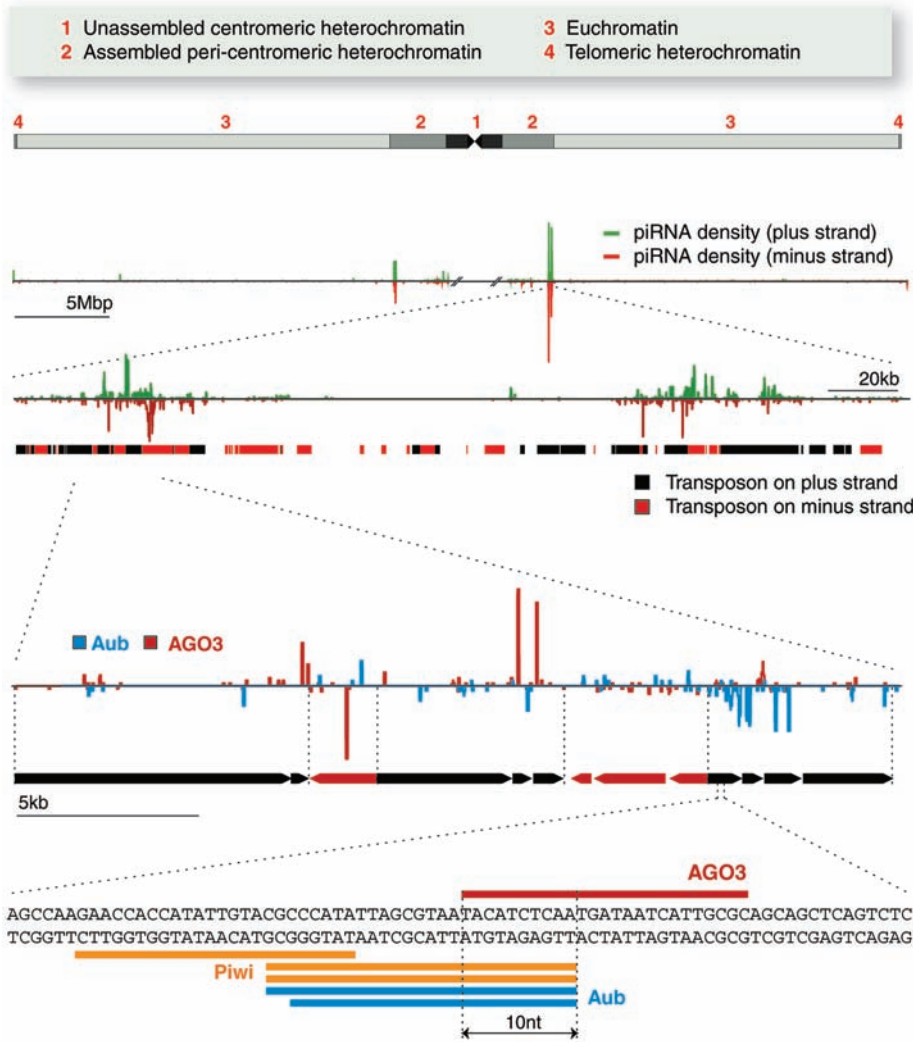 1 Unassembled centromeric heterochromatin 3 Euchromatin
2 Assembled peri-centromeric heterochromatin 4 Telomeric heterochromatin
4 3 2 1 2 3 4
piRNA density (plus strand)
piRNA density (minus strand)
5Mbp
20kb
Transposon on plus strand
Transposon on minus strand
Aub AGO3
5kb
AGO3
AGCCAAGAACCACCATATTGTACGCCCATATTAGCGTAATACATCTCAATGATAATCATTGCGCAGCAGCTCAGTCTC
TCGGTTCTTGGTGGTATAACATGCGGGTATAATCGCATTATGTAGAGTTACTATTAGTAACGCGTCGTCGAGTCAGAG
Piwi
Aub
10nt